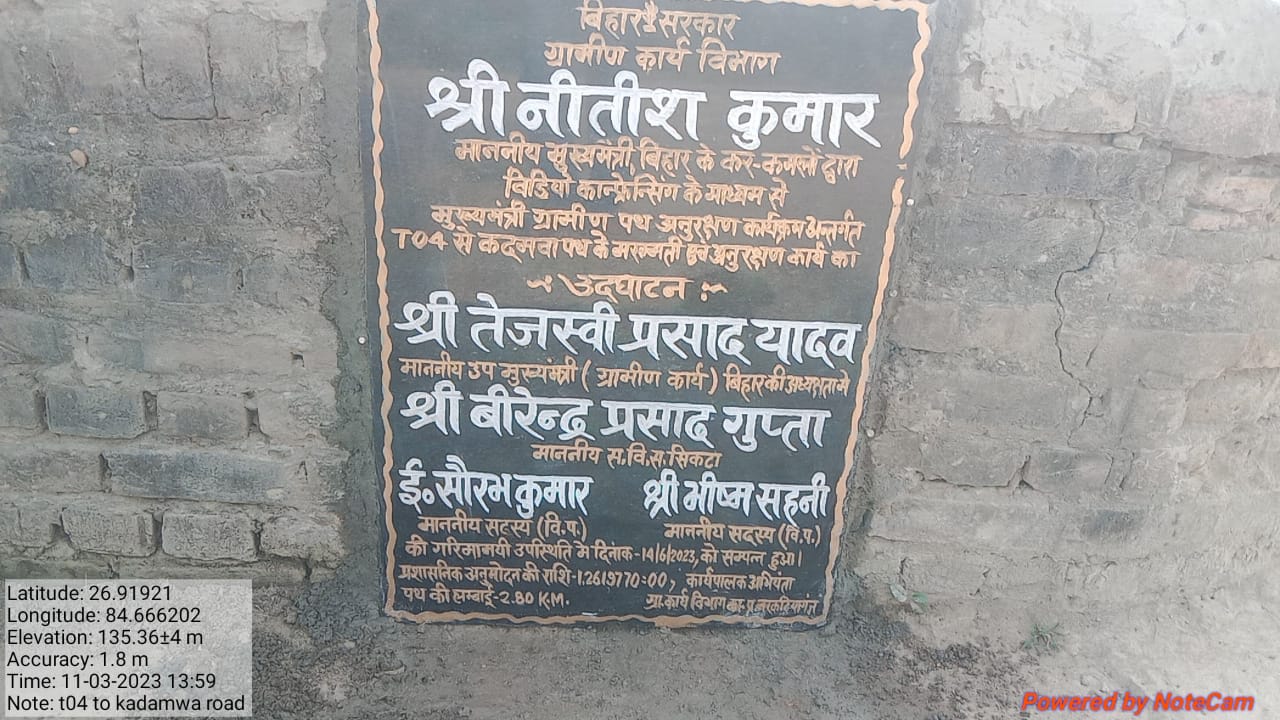 बिहार सरकार
ग्रामीण कार्य विभाग
श्री नीतीश कुमार
माननीय मुख्यमंत्री, बिहार के कर-कमलों द्वारा
विडियो कान्फ्रेन्सिंग के माध्यम से
मुख्यमंत्री ग्रामीण पथ अनुरक्षण कार्यक्रम अन्तर्गत
T04 से कदमवा पथ के मरम्मती एवं अनुरक्षण कार्य का
उद्घाटन
श्री तेजस्वी प्रसाद यादव
माननीय उप मुख्यमंत्री ( ग्रामीण कार्य ) बिहार की अध्यक्षता मे
श्री बीरेन्द्र प्रसाद गुप्ता
माननीय स.वि.स. सिकटा
ई० सौरभ कुमार श्री भीष्म सहनी
माननीय सदस्य (वि.प.) माननीय सदस्य (वि.प.)
की गरिमामयी उपस्थिति मे दिनांक-14/6/2023, को सम्पन्न हुआ।
प्रशासनिक अनुमोदन की राशि-1.2619770:00, कार्यपालक अभियंता
पथ की लम्बाई-2.80 KM. ग्रा.कार्य विभाग का.प्र.
Latitude: 26.91921
Longitude: 84.666202
Elevation: 135.36±4 m
Accuracy: 1.8 m
Time: 11-03-2023 13:59
Note: t04 to kadamwa road
Powered by NoteCam